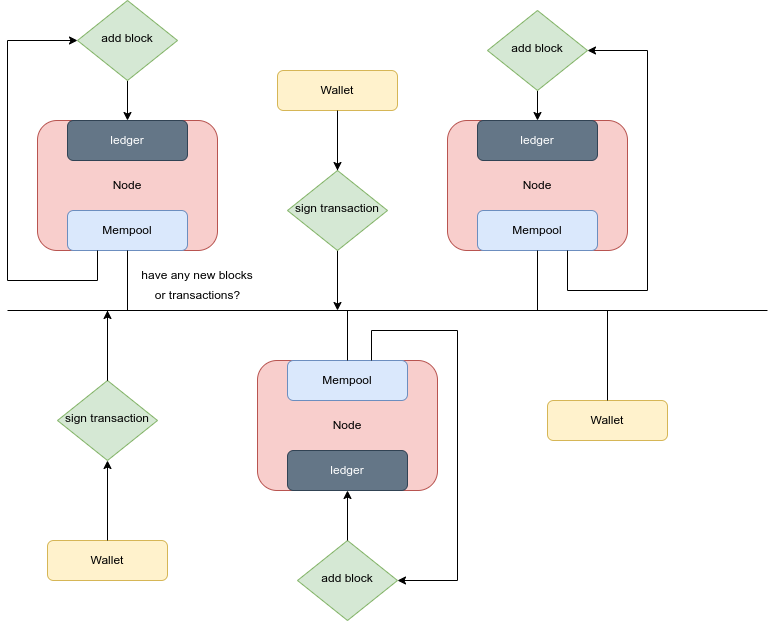 add block
ledger
Node
Mempool
have any new blocks
or transactions?
Wallet
sign transaction
add block
ledger
Node
Mempool
sign transaction
Wallet
Mempool
Node
ledger
add block
Wallet